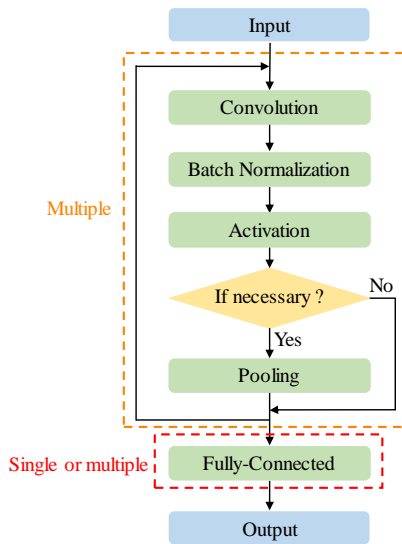 Input
Convolution
Batch Normalization
Multiple
Activation
If necessary ?
No
Yes
Pooling
Single or multiple
Fully-Connected
Output